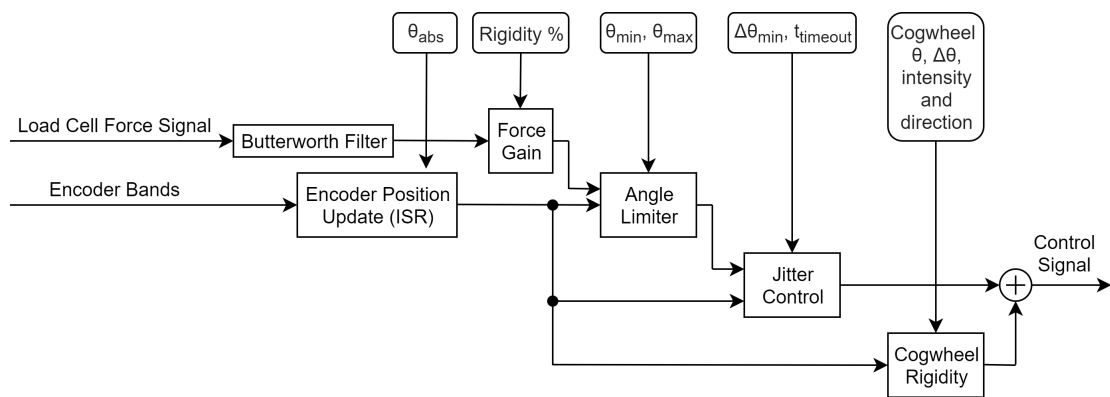 θabs
Rigidity %
θmin, θmax
Δθmin, ttimeout
Cogwheel
θ, Δθ,
intensity
and
direction
Load Cell Force Signal
Butterworth Filter
Force
Gain
Encoder Bands
Encoder Position
Update (ISR)
Angle
Limiter
Jitter
Control
Control
Signal
Cogwheel
Rigidity